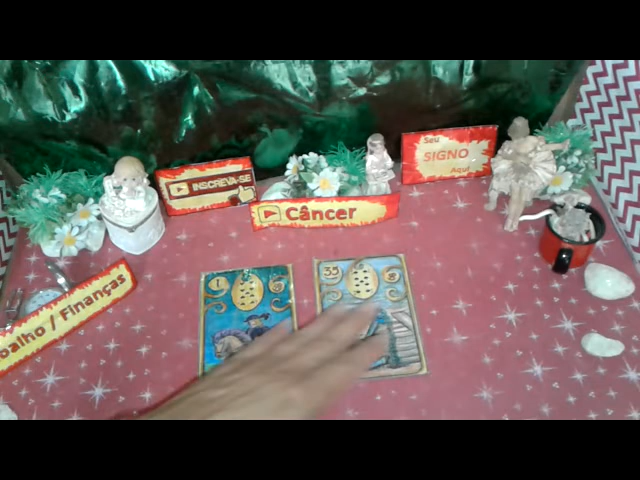 INSCREVA-SE
Câncer
Seu
SIGNO
Aqui
balho / Finanças
1
33